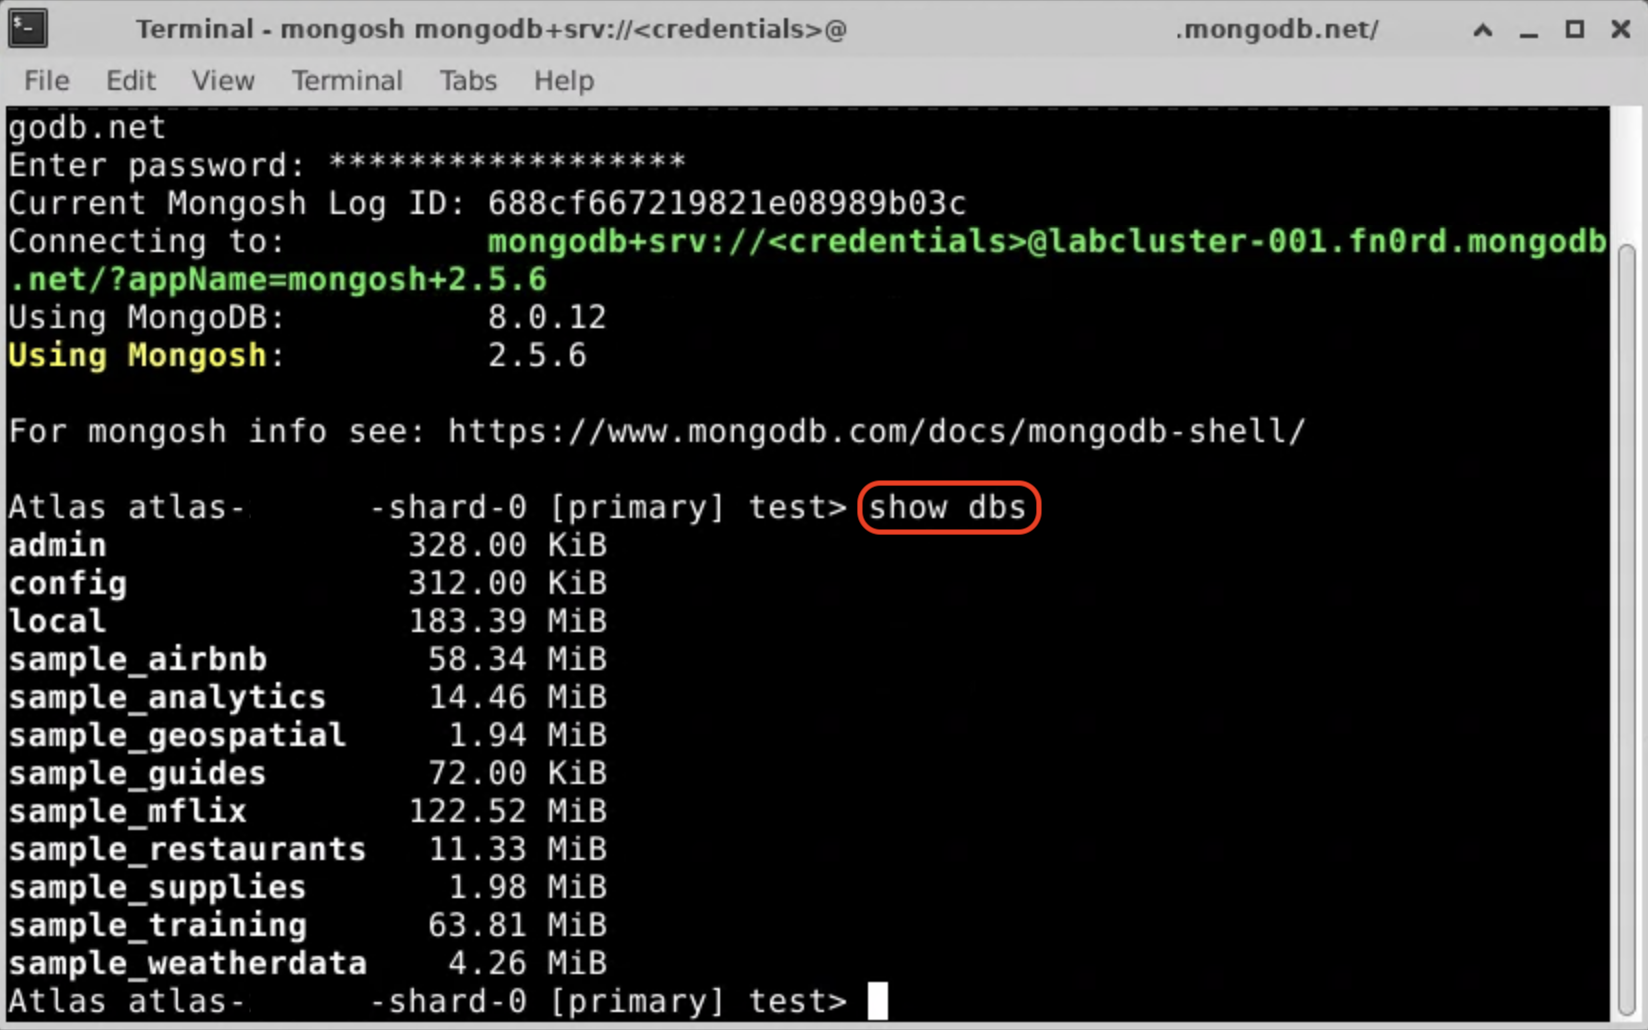 Terminal - mongosh mongodb+srv://<credentials>@ .mongodb.net/
File Edit View Terminal Tabs Help
godb.net
Enter password: ******************
Current Mongosh Log ID: 688cf667219821e08989b03c
Connecting to: mongodb+srv://<credentials>@labcluster-001.fn0rd.mongodb
.net/?appName=mongosh+2.5.6
Using MongoDB: 8.0.12
Using Mongosh: 2.5.6
For mongosh info see: https://www.mongodb.com/docs/mongodb-shell/
Atlas atlas- -shard-0 [primary] test> show dbs
admin 328.00 KiB
config 312.00 KiB
local 183.39 MiB
sample_airbnb 58.34 MiB
sample_analytics 14.46 MiB
sample_geospatial 1.94 MiB
sample_guides 72.00 KiB
sample_mflix 122.52 MiB
sample_restaurants 11.33 MiB
sample_supplies 1.98 MiB
sample_training 63.81 MiB
sample_weatherdata 4.26 MiB
Atlas atlas- -shard-0 [primary] test>